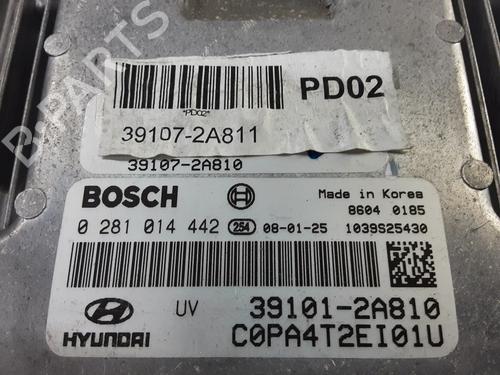 PD02
"PD02"
39107-2A811
39107-2A810
BOSCH
Made in Korea
8604 0185
0 281 014 442 254 08-01-25 1039S25430
UV 39101-2A810
HYUNDAI C0PA4T2EI01U
B-PARTS